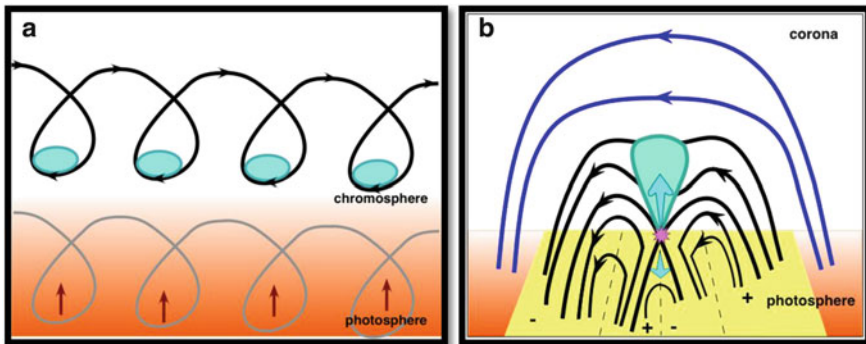 a
chromosphere
photosphere
b
corona
photosphere
-
+ -
+